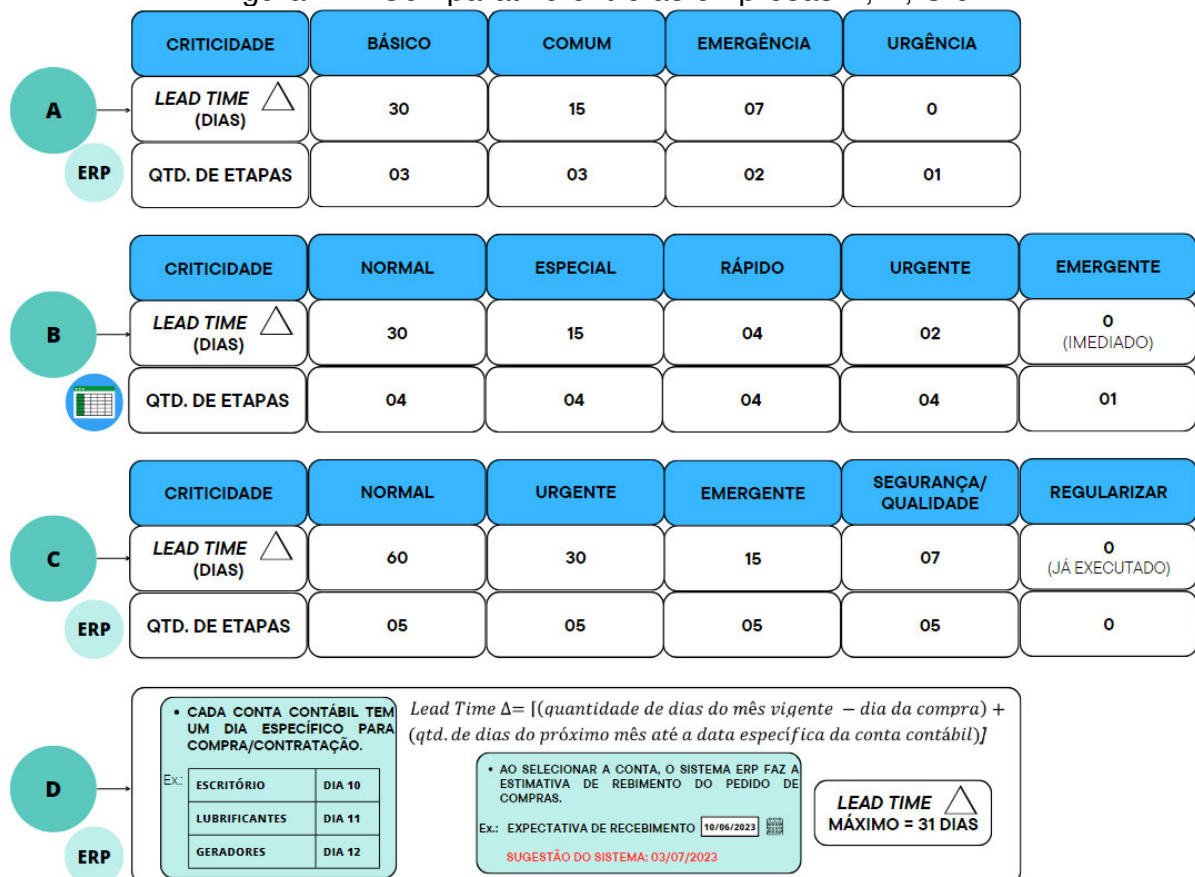 CRITICIDADE BÁSICO COMUM EMERGÊNCIA URGÊNCIA
A
LEAD TIME
(DIAS)
30 15 07 0
ERP
QTD. DE ETAPAS 03 03 02 01
CRITICIDADE NORMAL ESPECIAL RÁPIDO URGENTE EMERGENTE
B
LEAD TIME
(DIAS)
30 15 04 02 0
(IMEDIADO)
QTD. DE ETAPAS 04 04 04 04 01
CRITICIDADE NORMAL URGENTE EMERGENTE SEGURANÇA/
QUALIDADE
REGULARIZAR
C
LEAD TIME
(DIAS)
60 30 15 07 0
(JÁ EXECUTADO)
ERP
QTD. DE ETAPAS 05 05 05 05 0
D
ERP
• CADA CONTA CONTÁBIL TEM
UM DIA ESPECÍFICO PARA
COMPRA/CONTRATAÇÃO.
Ex.:
ESCRITÓRIO DIA 10
LUBRIFICANTES DIA 11
GERADORES DIA 12
Lead Time Δ= [(quantidade de dias do mês vigente − dia da compra) +
(qtd. de dias do próximo mês até a data específica da conta contábil)]
• AO SELECIONAR A CONTA, O SISTEMA ERP FAZ A
ESTIMATIVA DE REBIMENTO DO PEDIDO DE
COMPRAS.
Ex.: EXPECTATIVA DE RECEBIMENTO 10/06/2023
SUGESTÃO DO SISTEMA: 03/07/2023
LEAD TIME
MÁXIMO = 31 DIAS